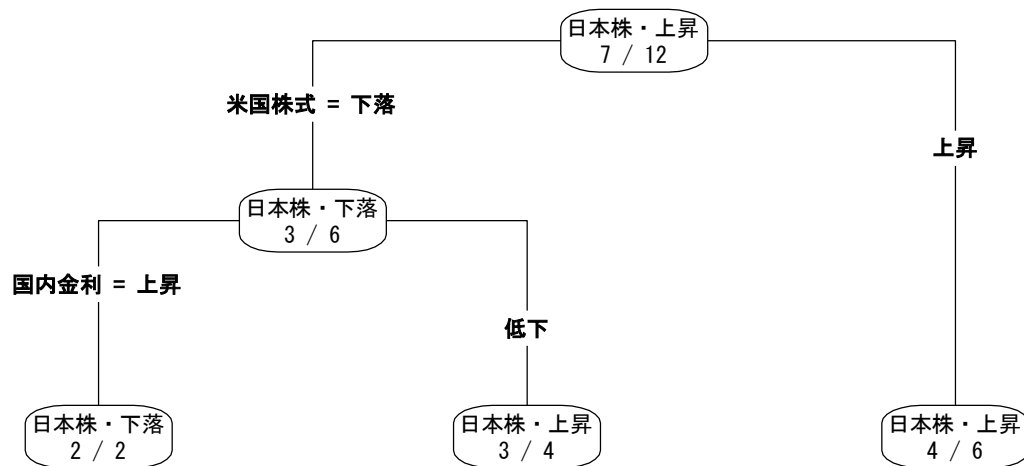 日本株・上昇
7 / 12
米国株式 = 下落
上昇
日本株・下落
3 / 6
国内金利 = 上昇
低下
日本株・下落
2 / 2
日本株・上昇
3 / 4
日本株・上昇
4 / 6